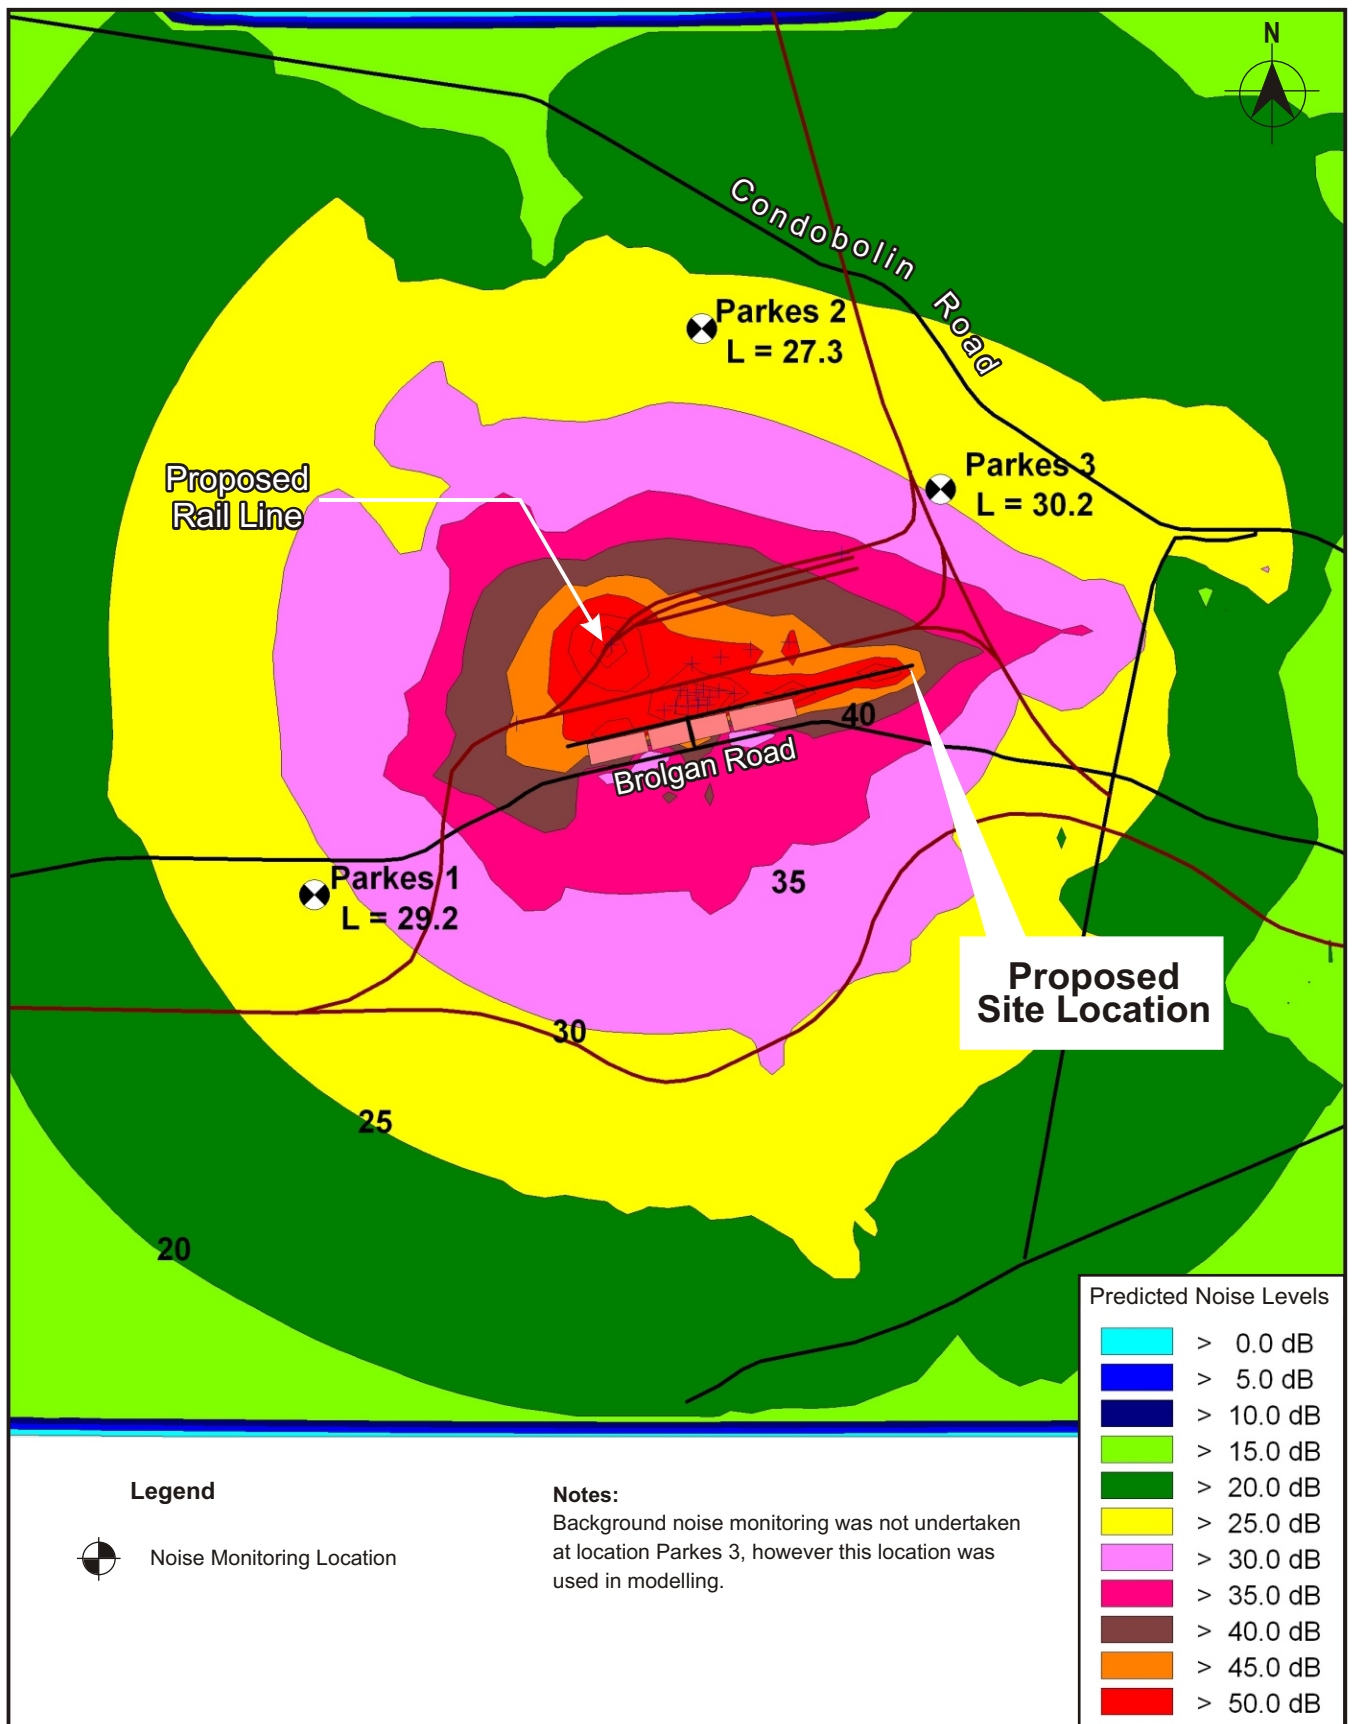 N
Condobolin Road
Parkes 2
L = 27.3
Parkes 3
L = 30.2
Proposed
Rail Line
40
Brolgan Road
Parkes 1
L = 29.2
35
Proposed
Site Location
30
25
20
Predicted Noise Levels
> 0.0 dB
> 5.0 dB
> 10.0 dB
> 15.0 dB
> 20.0 dB
> 25.0 dB
> 30.0 dB
> 35.0 dB
> 40.0 dB
> 45.0 dB
> 50.0 dB
Legend
Noise Monitoring Location
Notes:
Background noise monitoring was not undertaken
at location Parkes 3, however this location was
used in modelling.